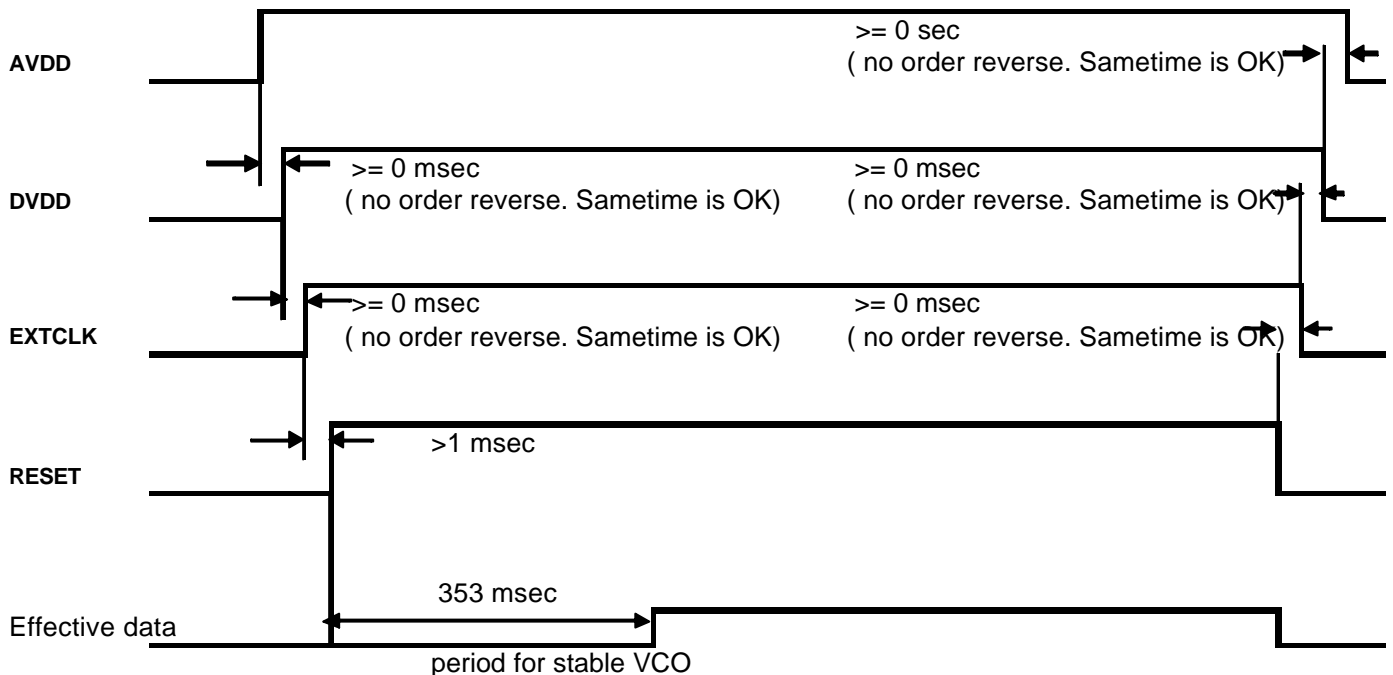 >= 0 sec
AVDD
( no order reverse. Sametime is OK)
>= 0 msec
>= 0 msec
DVDD
( no order reverse. Sametime is OK)
( no order reverse. Sametime is OK)
>= 0 msec
>= 0 msec
EXTCLK
( no order reverse. Sametime is OK)
( no order reverse. Sametime is OK)
>1 msec
RESET
353 msec
Effective data
period for stable VCO